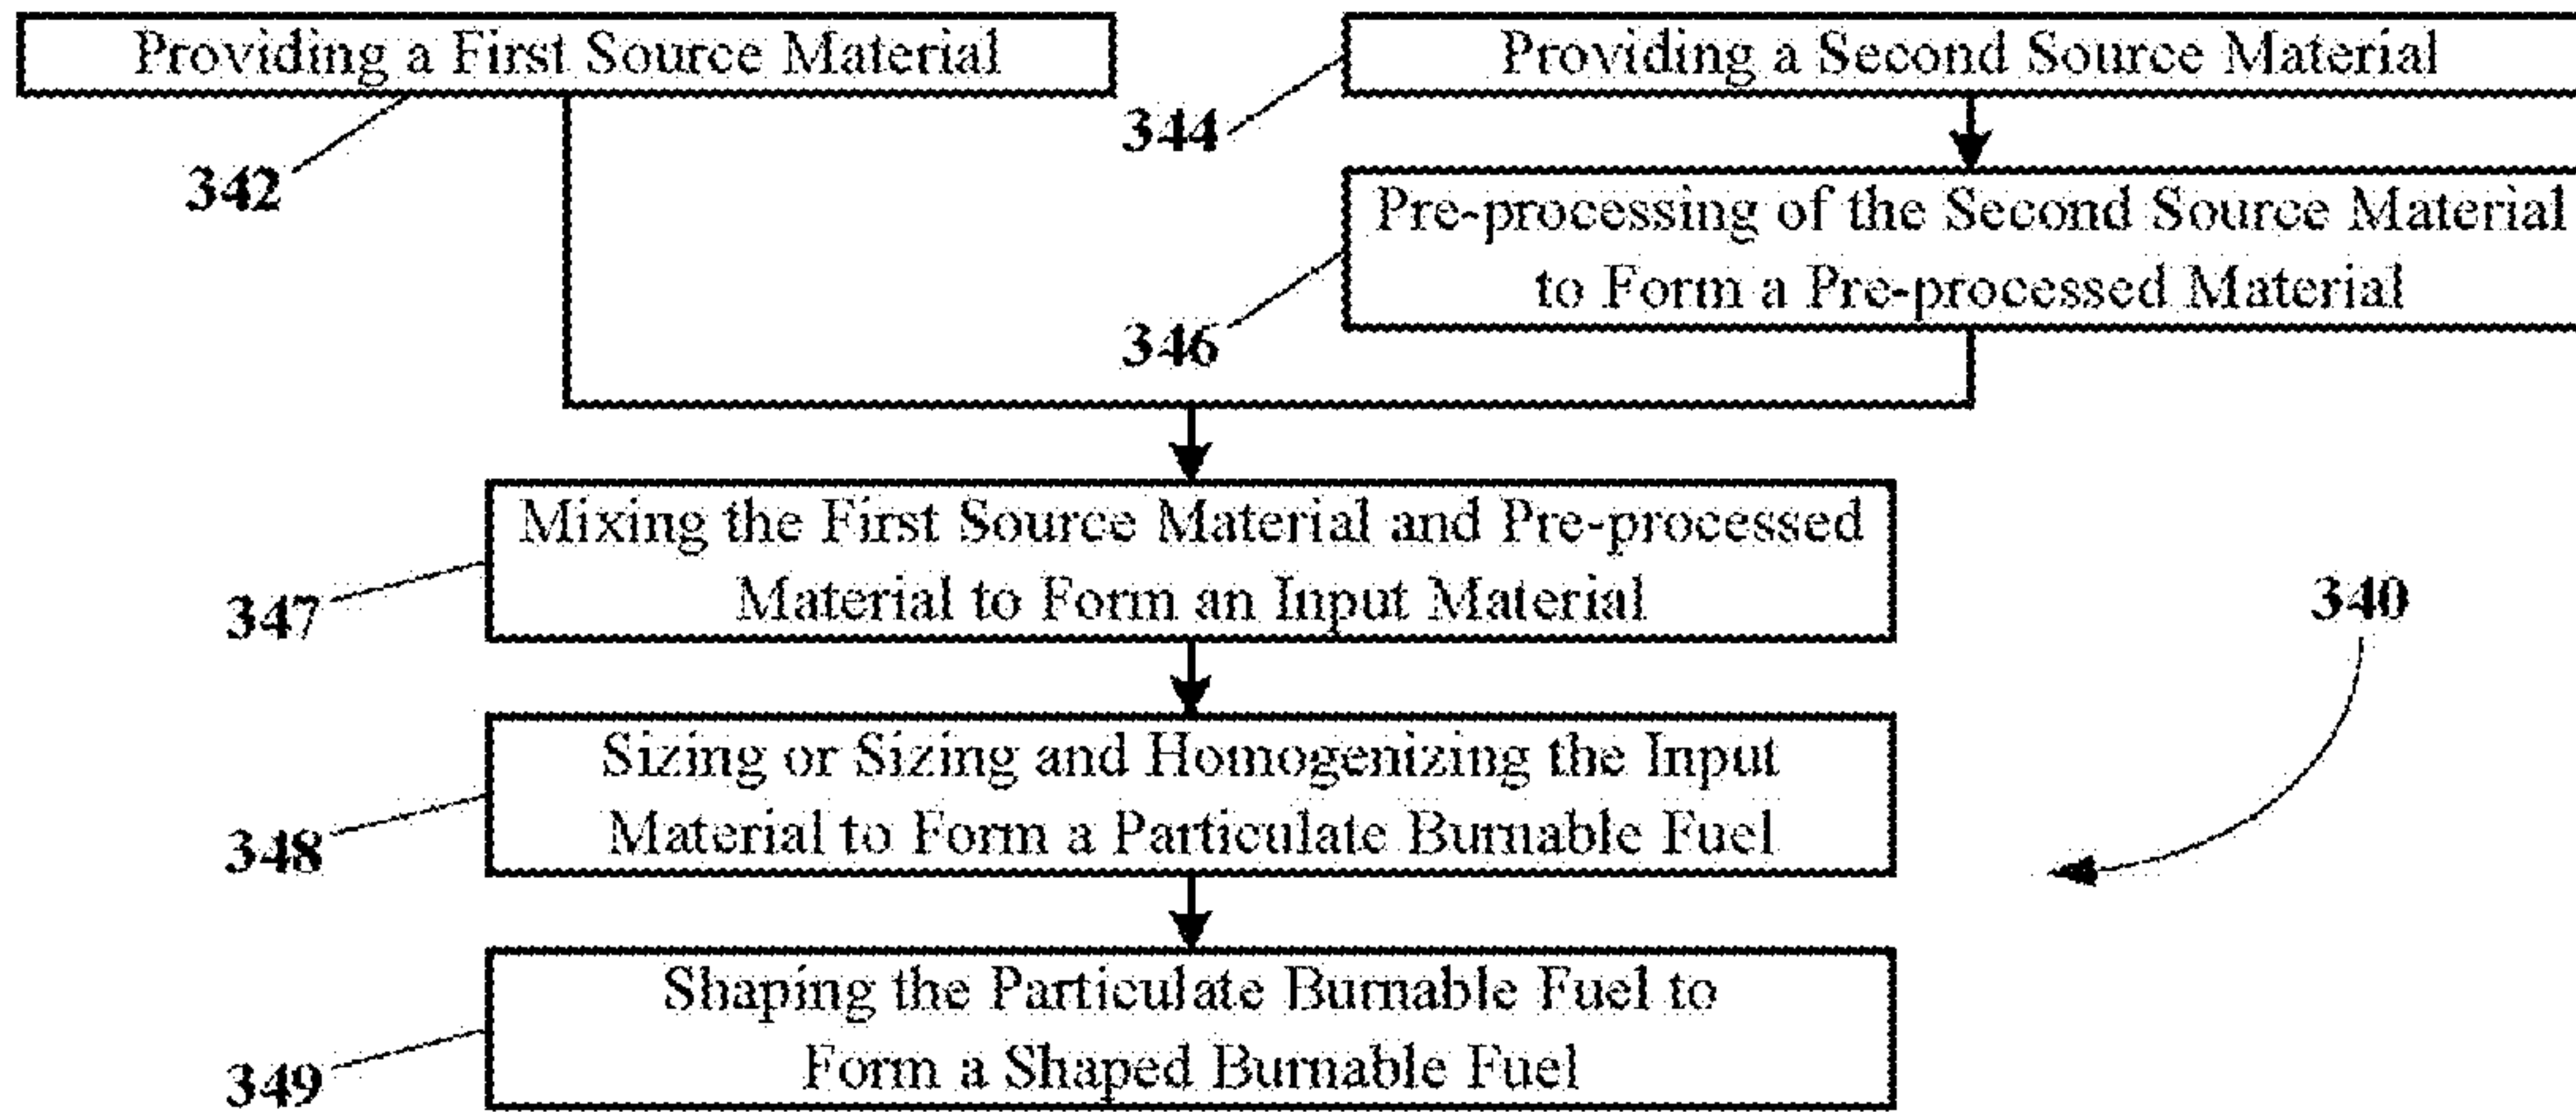 Providing a First Source Material
342
Providing a Second Source Material
344
Pre-processing of the Second Source Material
to Form a Pre-processed Material
346
Mixing the First Source Material and Pre-processed
Material to Form an Input Material
347
340
Sizing or Sizing and Homogenizing the Input
Material to Form a Particulate Burnable Fuel
348
Shaping the Particulate Burnable Fuel to
Form a Shaped Burnable Fuel
349